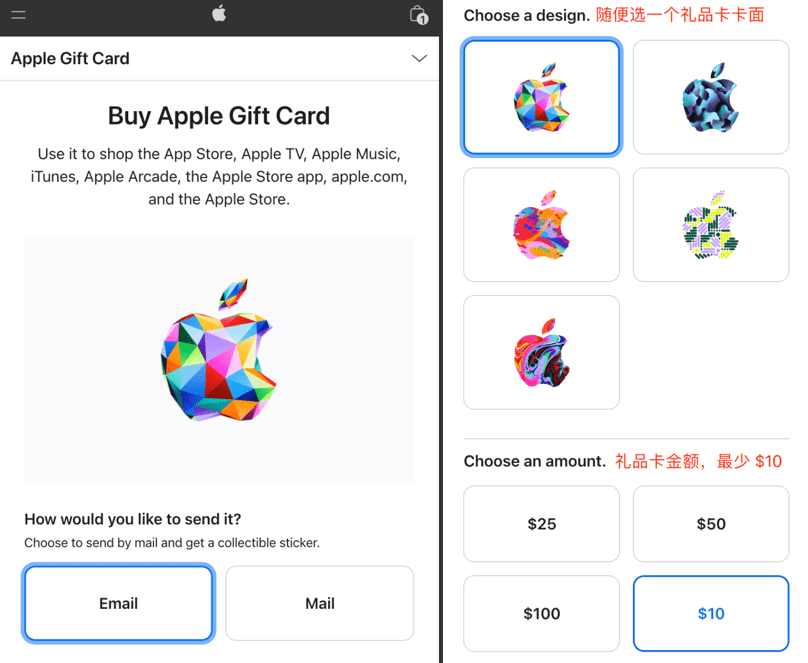 1
Apple Gift Card
Buy Apple Gift Card
Use it to shop the App Store, Apple TV, Apple Music,
iTunes, Apple Arcade, the Apple Store app, apple.com,
and the Apple Store.
How would you like to send it?
Choose to send by mail and get a collectible sticker.
Email
Mail
Choose a design. 随便选一个礼品卡卡面
Choose an amount. 礼品卡金额，最少 $10
$25
$50
$100
$10